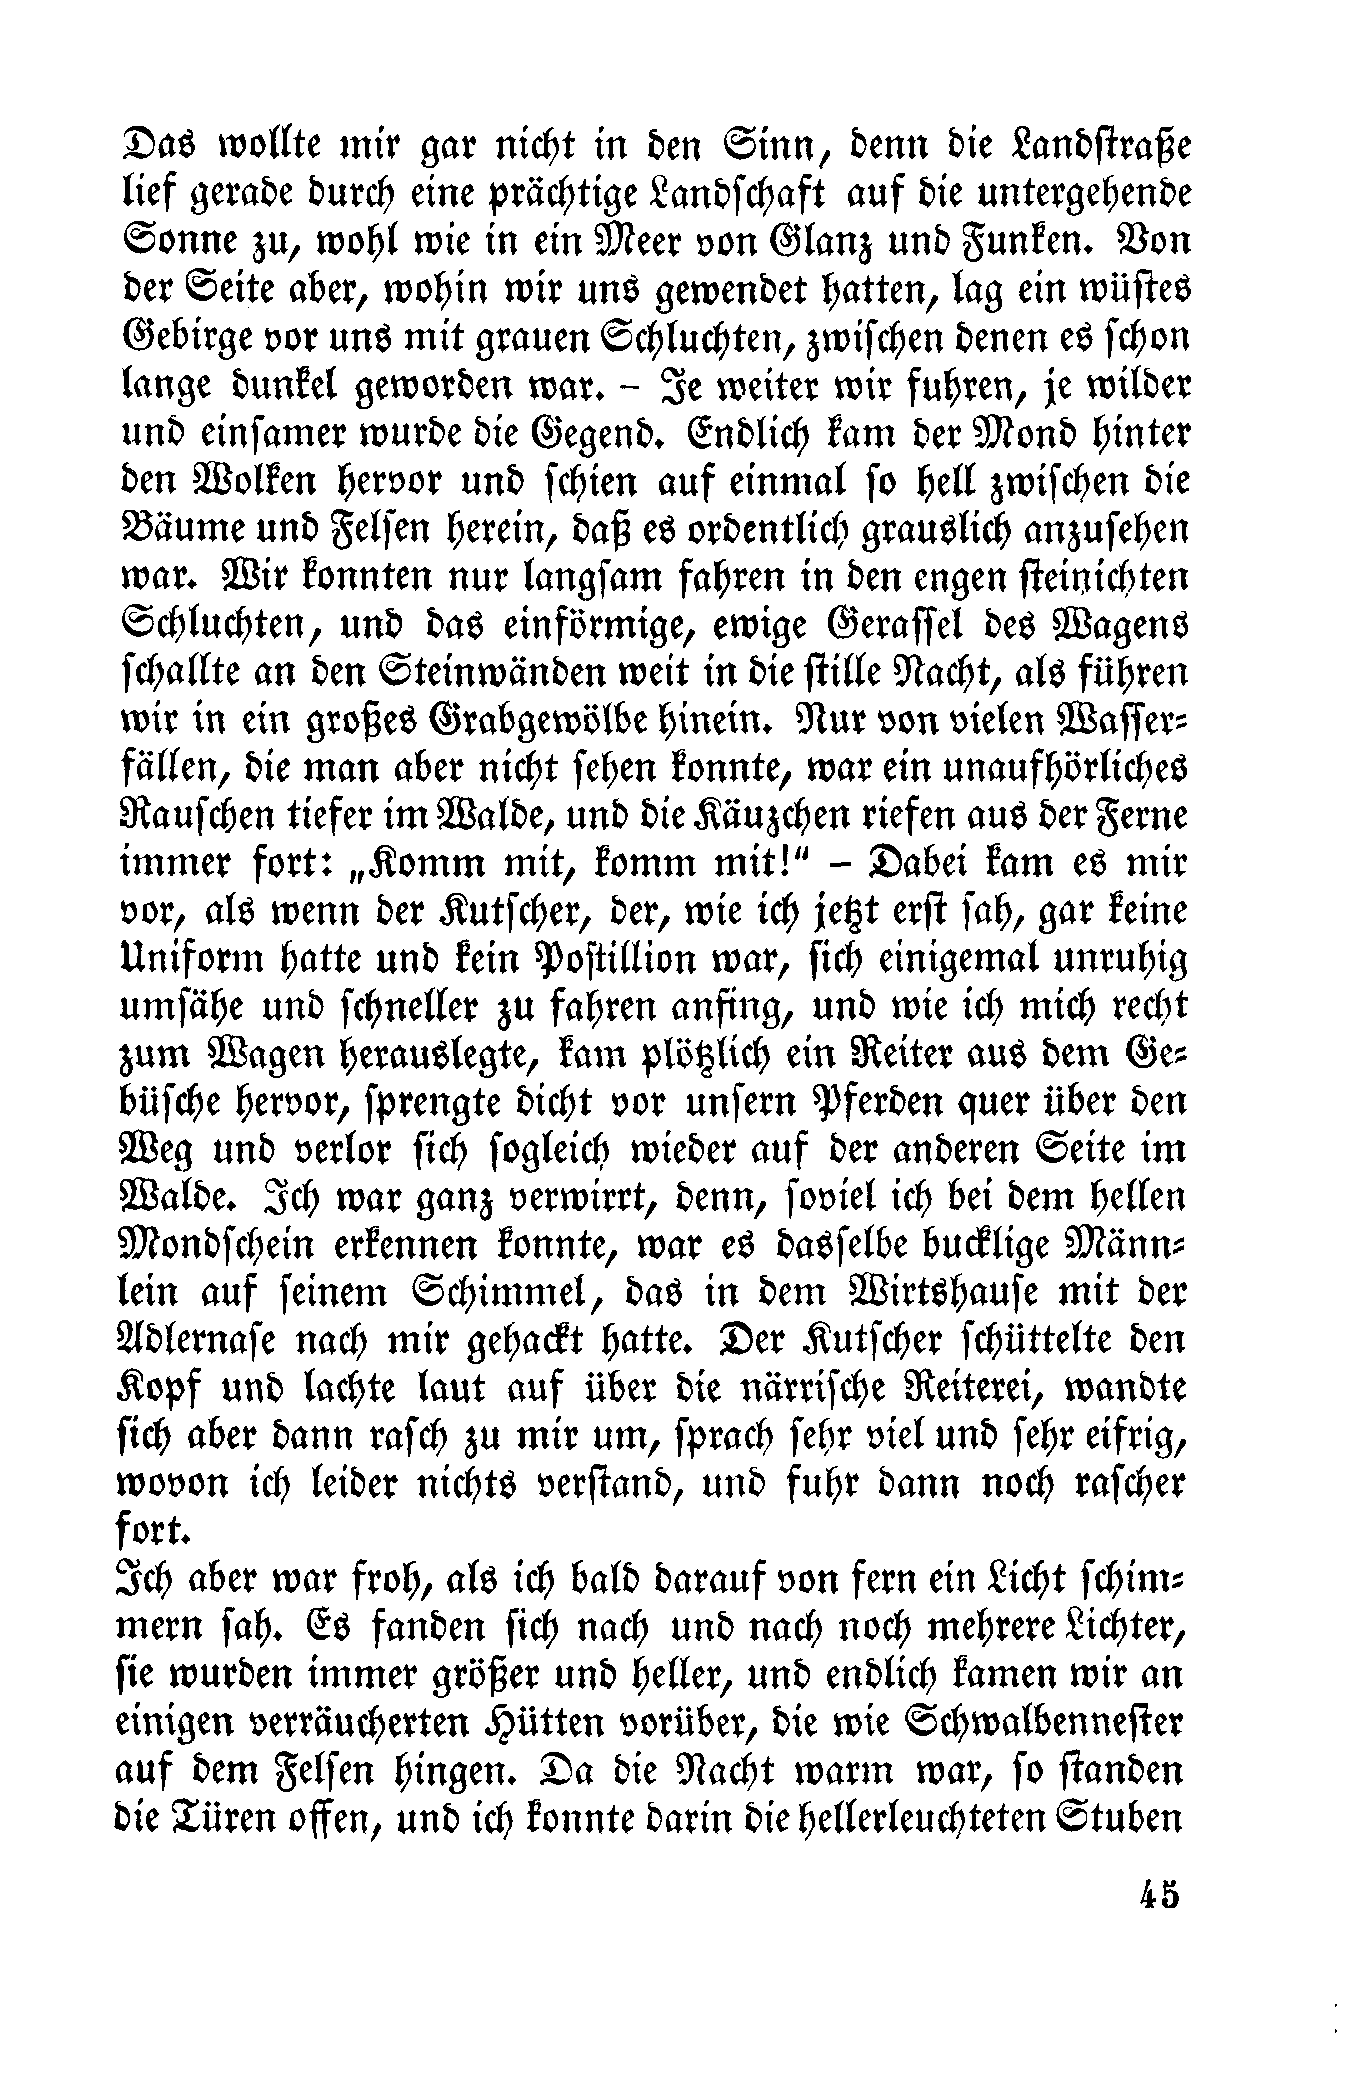 Das wollte mir gar nicht in den Sinn, denn die Landstraße
lief gerade durch eine prächtige Landschaft auf die untergehende
Sonne zu, wohl wie in ein Meer von Glanz und Funken. Von
der Seite aber, wohin wir uns gewendet hatten, lag ein wüstes
Gebirge vor uns mit grauen Schluchten, zwischen denen es schon
lange dunkel geworden war. – Je weiter wir fuhren, je wilder
und einsamer wurde die Gegend. Endlich kam der Mond hinter
den Wolken hervor und schien auf einmal so hell zwischen die
Bäume und Felsen herein, daß es ordentlich grauslich anzusehen
war. Wir konnten nur langsam fahren in den engen steinichten
Schluchten, und das einförmige, ewige Gerassel des Wagens
schallte an den Steinwänden weit in die stille Nacht, als führen
wir in ein großes Grabgewölbe hinein. Nur von vielen Wasser-
fällen, die man aber nicht sehen konnte, war ein unaufhörliches
Rauschen tiefer im Walde, und die Käuzchen riefen aus der Ferne
immer fort: „Komm mit, komm mit!“ – Dabei kam es mir
vor, als wenn der Kutscher, der, wie ich jetzt erst sah, gar keine
Uniform hatte und kein Postillion war, sich einigemal unruhig
umsähe und schneller zu fahren anfing, und wie ich mich recht
zum Wagen herauslegte, kam plötzlich ein Reiter aus dem Ge-
büsche hervor, sprengte dicht vor unsern Pferden quer über den
Weg und verlor sich sogleich wieder auf der anderen Seite im
Walde. Ich war ganz verwirrt, denn, soviel ich bei dem hellen
Mondschein erkennen konnte, war es dasselbe bucklige Männ-
lein auf seinem Schimmel, das in dem Wirtshause mit der
Adlernase nach mir gehackt hatte. Der Kutscher schüttelte den
Kopf und lachte laut auf über die närrische Reiterei, wandte
sich aber dann rasch zu mir um, sprach sehr viel und sehr eifrig,
wovon ich leider nichts verstand, und fuhr dann noch rascher
fort.
Ich aber war froh, als ich bald darauf von fern ein Licht schim-
mern sah. Es fanden sich nach und nach noch mehrere Lichter,
sie wurden immer größer und heller, und endlich kamen wir an
einigen verräucherten Hütten vorüber, die wie Schwalbennester
auf dem Felsen hingen. Da die Nacht warm war, so standen
die Türen offen, und ich konnte darin die hellerleuchteten Stuben
45